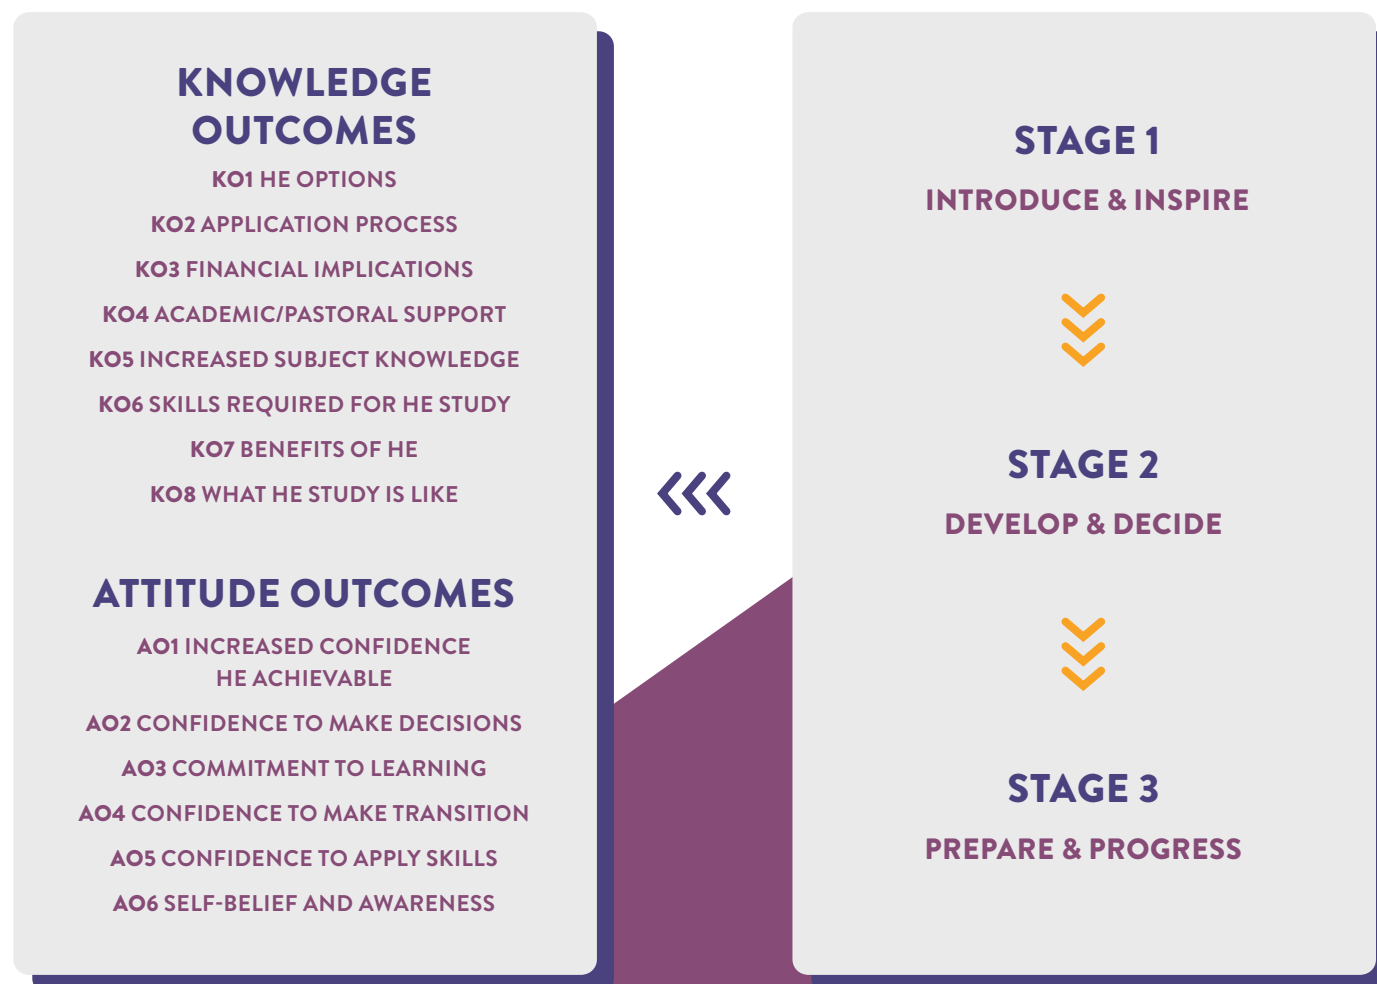 KNOWLEDGE
OUTCOMES
KO1 HE OPTIONS
KO2 APPLICATION PROCESS
KO3 FINANCIAL IMPLICATIONS
KO4 ACADEMIC/PASTORAL SUPPORT
KO5 INCREASED SUBJECT KNOWLEDGE
KO6 SKILLS REQUIRED FOR HE STUDY
KO7 BENEFITS OF HE
KO8 WHAT HE STUDY IS LIKE
ATTITUDE OUTCOMES
AO1 INCREASED CONFIDENCE
HE ACHIEVABLE
AO2 CONFIDENCE TO MAKE DECISIONS
AO3 COMMITMENT TO LEARNING
AO4 CONFIDENCE TO MAKE TRANSITION
AO5 CONFIDENCE TO APPLY SKILLS
AO6 SELF-BELIEF AND AWARENESS
STAGE 1
INTRODUCE & INSPIRE
STAGE 2
DEVELOP & DECIDE
STAGE 3
PREPARE & PROGRESS